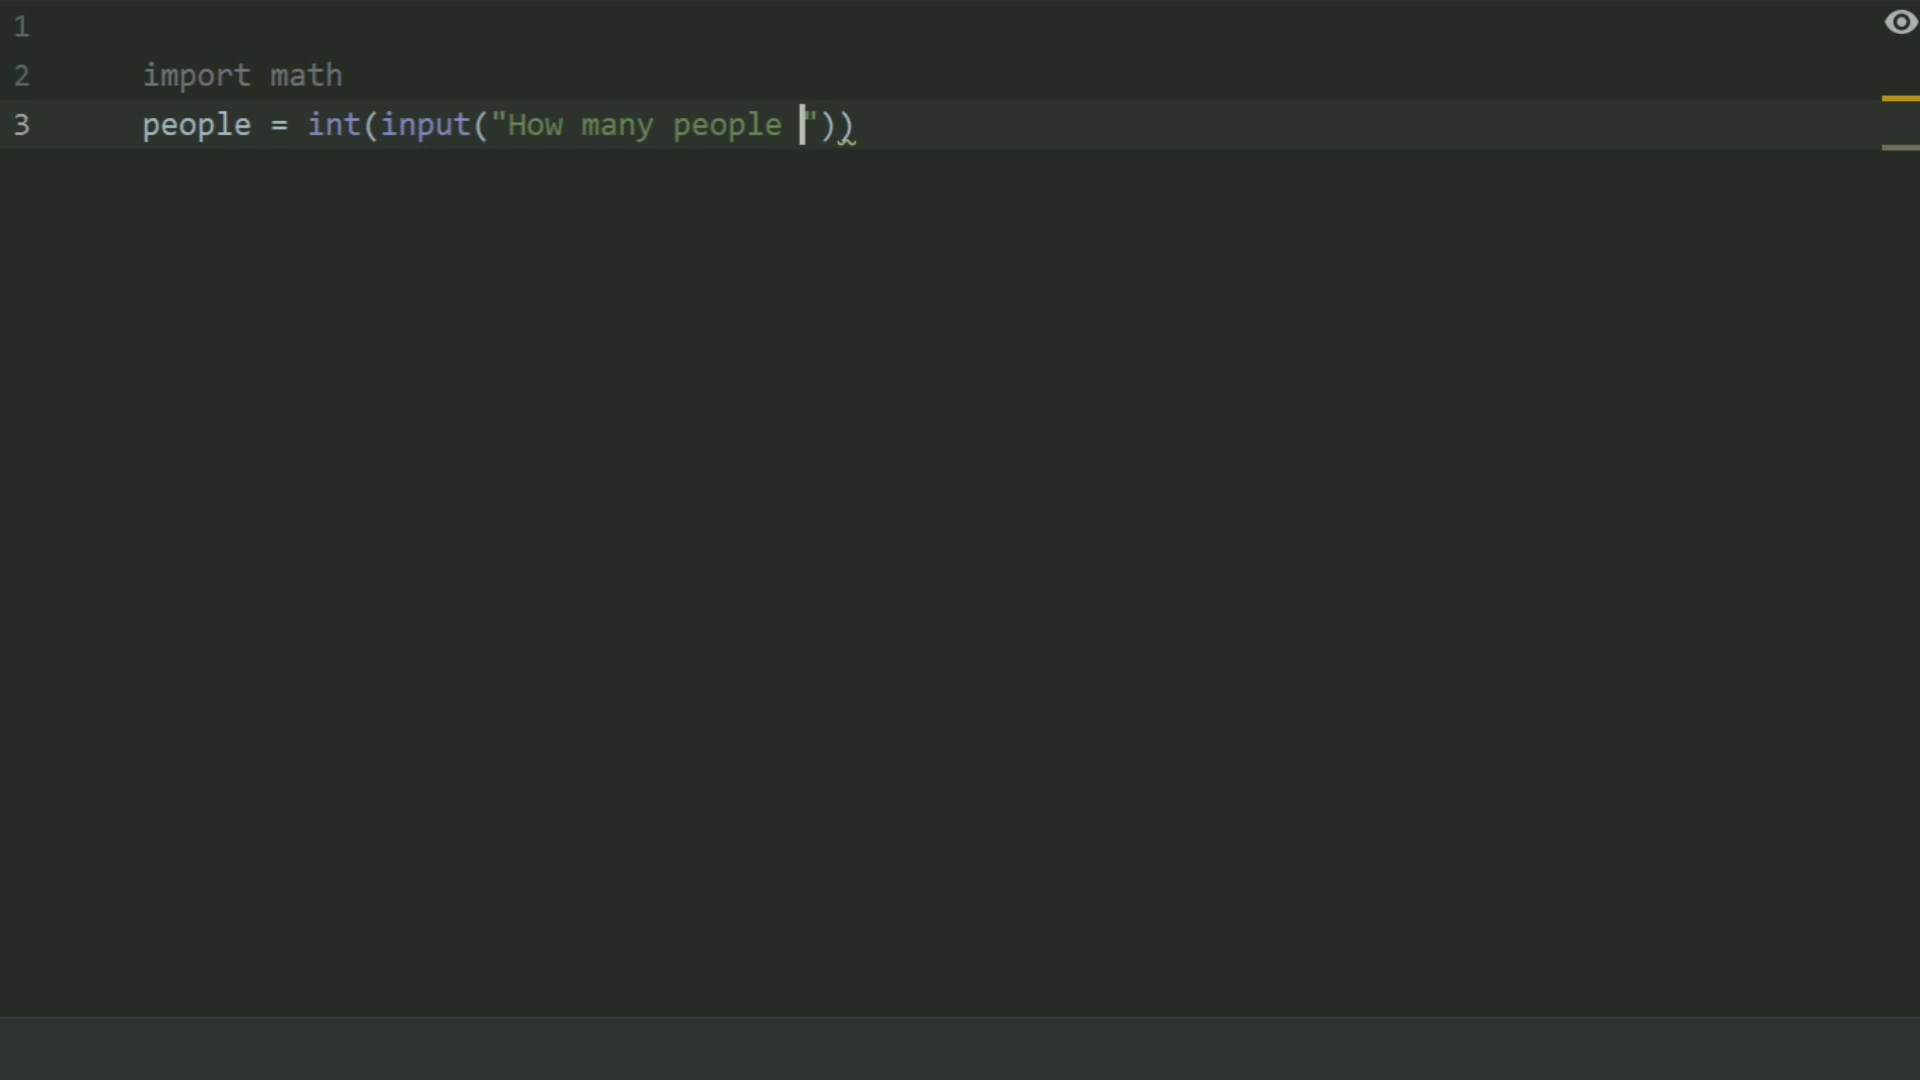 1
2 import math
3 people = int(input("How many people "))